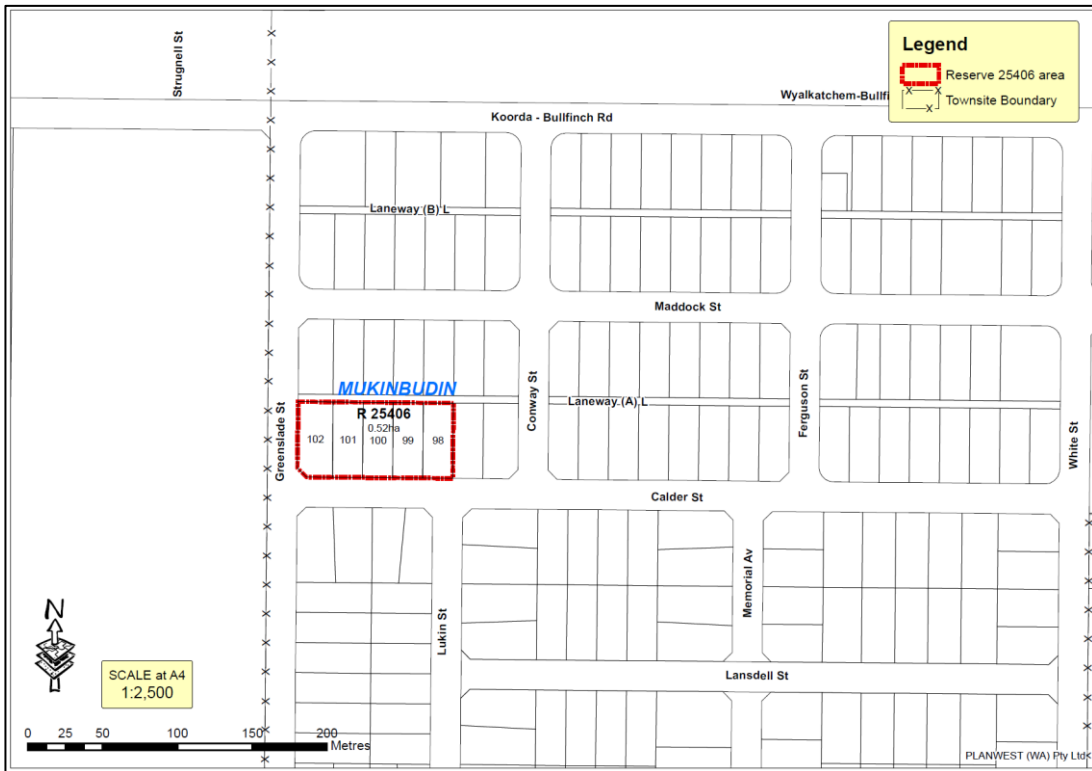 Strugnell St
Legend
Reserve 25406 area
Townsite Boundary
Koorda - Bullfinch Rd
Laneway (B) L
Maddock St
MUKINBUDIN
R 25406
0.52ha
102 101 100 99 98
Greenslade St
Conway St
Laneway (A) L
Ferguson St
White St
Calder St
Lukin St
Memorial Av
Lansdell St
N
SCALE at A4
1:2,500
0 25 50 100 150 200
Metres
PLANWEST (WA) Pty Ltd